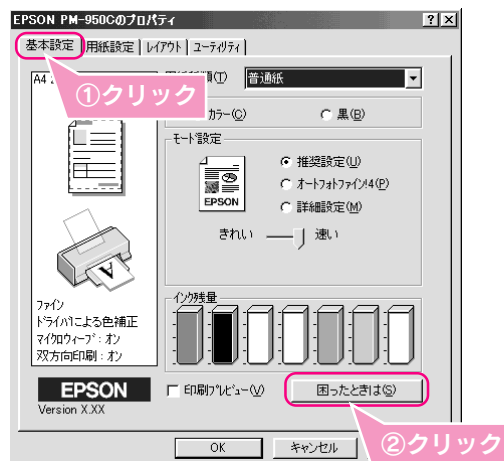 EPSON PM-950Cのプロパティ
? ×
基本設定 用紙設定 レイアウト ユーティリティ
①クリック
A4
(T) 普通紙
カラー(C) 黒(B)
モード設定
推奨設定(U)
オートフォトファイン!4(P)
詳細設定(M)
EPSON
きれい 速い
ファイン
ドライバによる色補正
マイクロウィーブ:オン
双方向印刷:オン
インク残量
EPSON
Version X.XX
印刷プレビュー(V)
困ったときは(S)
OK キャンセル
②クリック